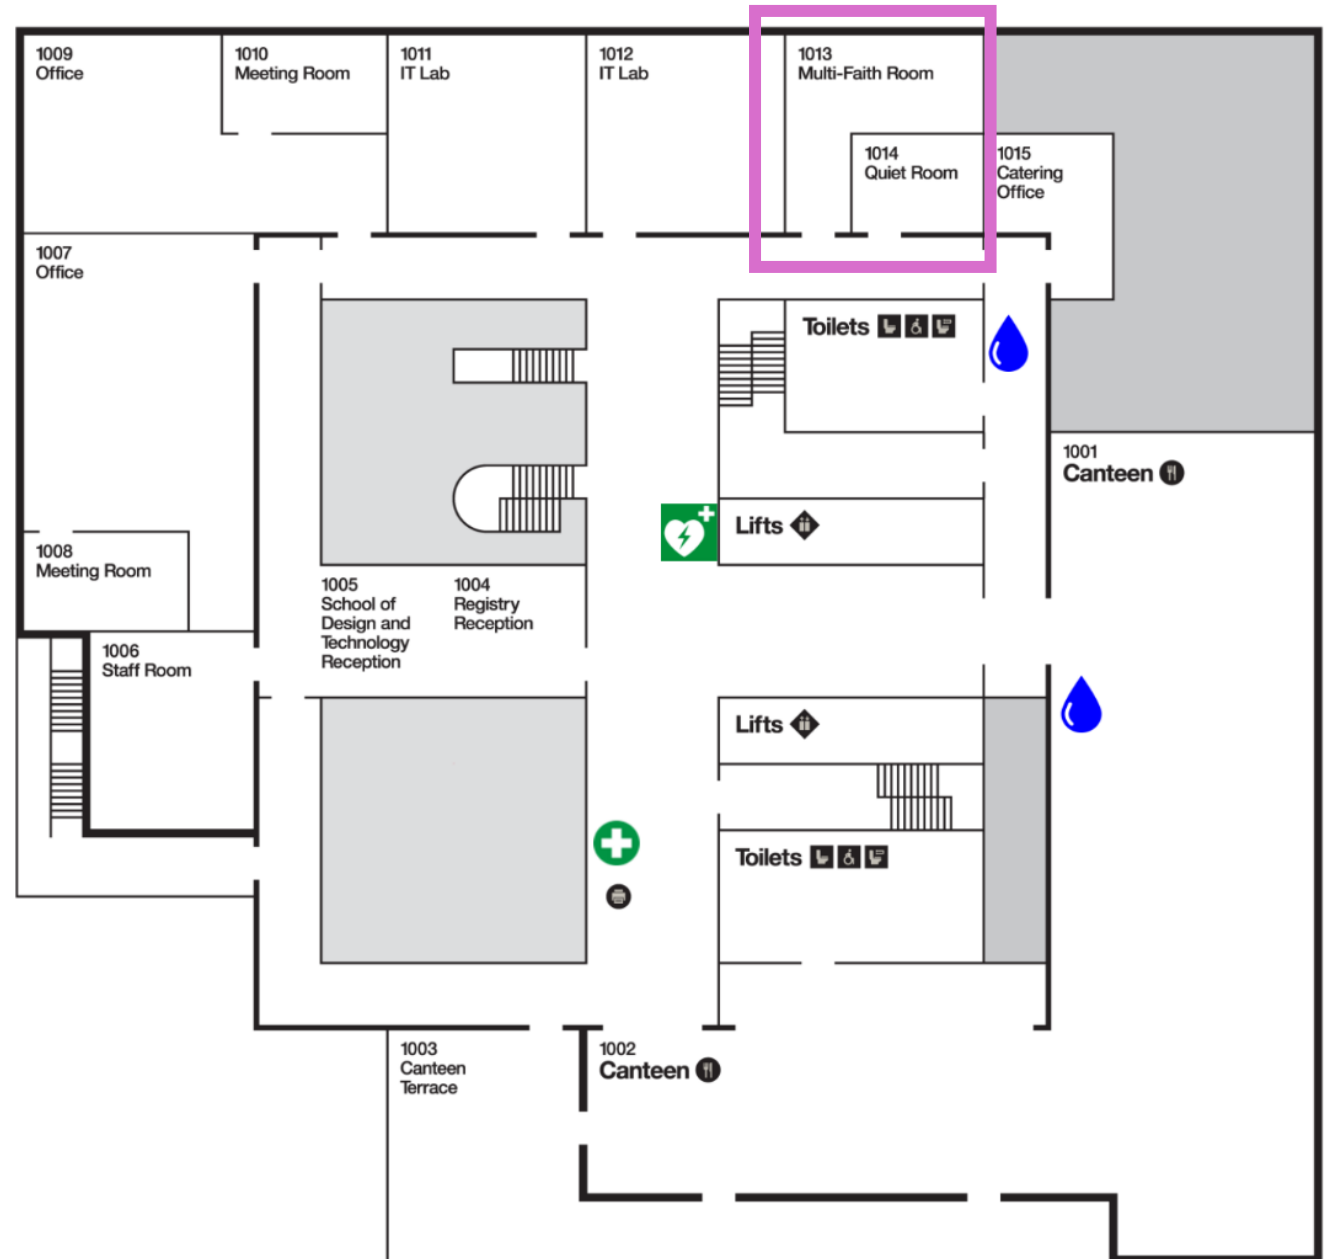 1009
Office
1010
Meeting Room
1011
IT Lab
1012
IT Lab
1013
Multi-Faith Room
1014
Quiet Room
1015
Catering
Office
1007
Office
Toilets
1001
Canteen
Lifts
1008
Meeting Room
1005
School of
Design and
Technology
Reception
1004
Registry
Reception
1006
Staff Room
Lifts
Toilets
1003
Canteen
Terrace
1002
Canteen